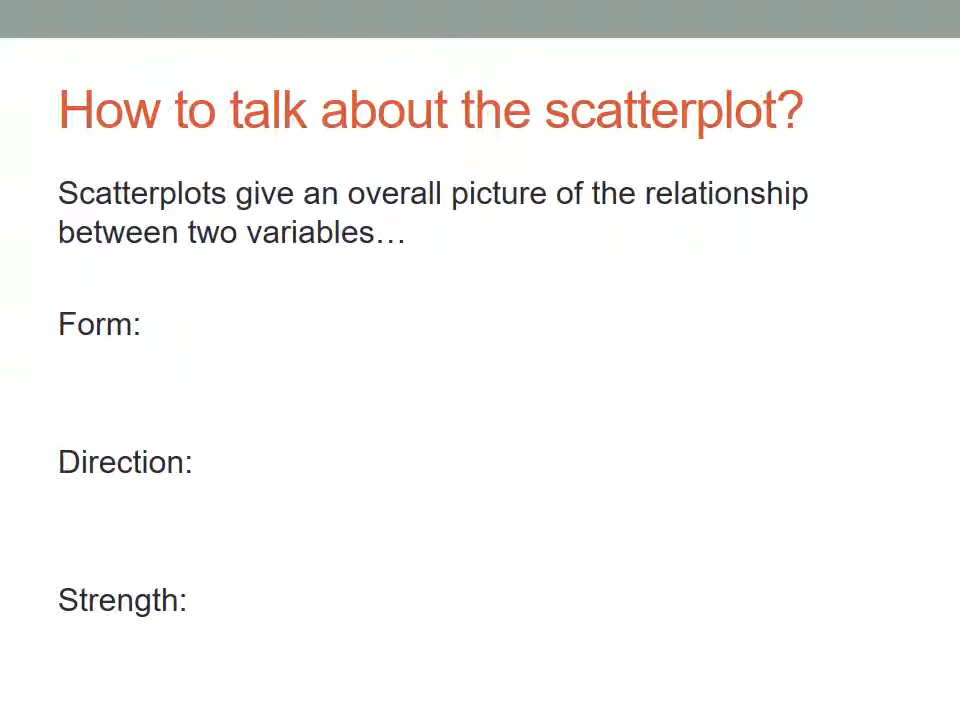 How to talk about the scatterplot?
Scatterplots give an overall picture of the relationship
between two variables…
Form:
Direction:
Strength: